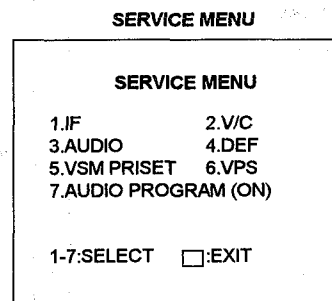 SERVICE MENU
SERVICE MENU
1.IF 2.V/C
3.AUDIO 4.DEF
5.VSM PRISET 6.VPS
7.AUDIO PROGRAM (ON)
1-7:SELECT □:EXIT